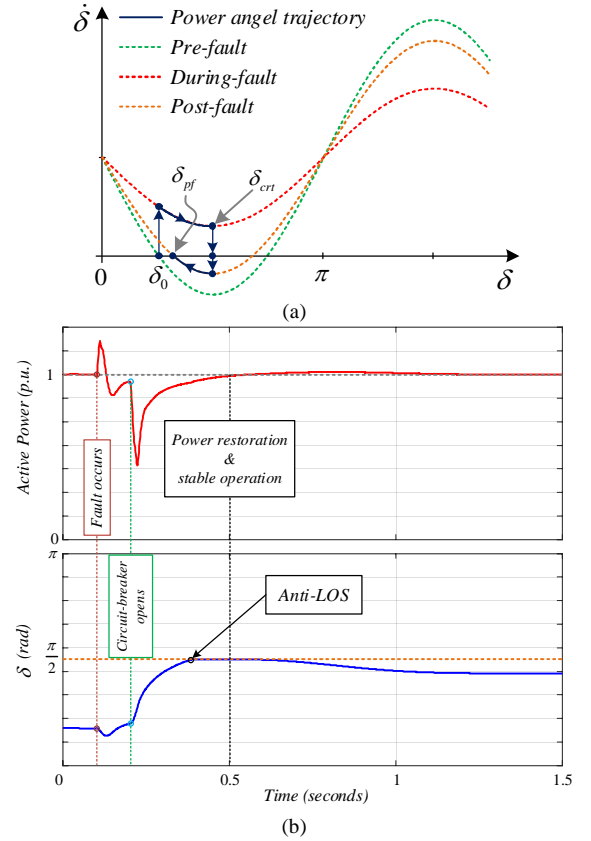 δ̇
Power angel trajectory
Pre-fault
During-fault
Post-fault
δpf
δcrt
0
δ0
π
δ
(a)
Active Power (p.u.)
1
0
Fault occurs
Power restoration
&
stable operation
δ (rad)
π
π/2
Circuit-breaker
opens
Anti-LOS
0
0.5
1
1.5
Time (seconds)
(b)